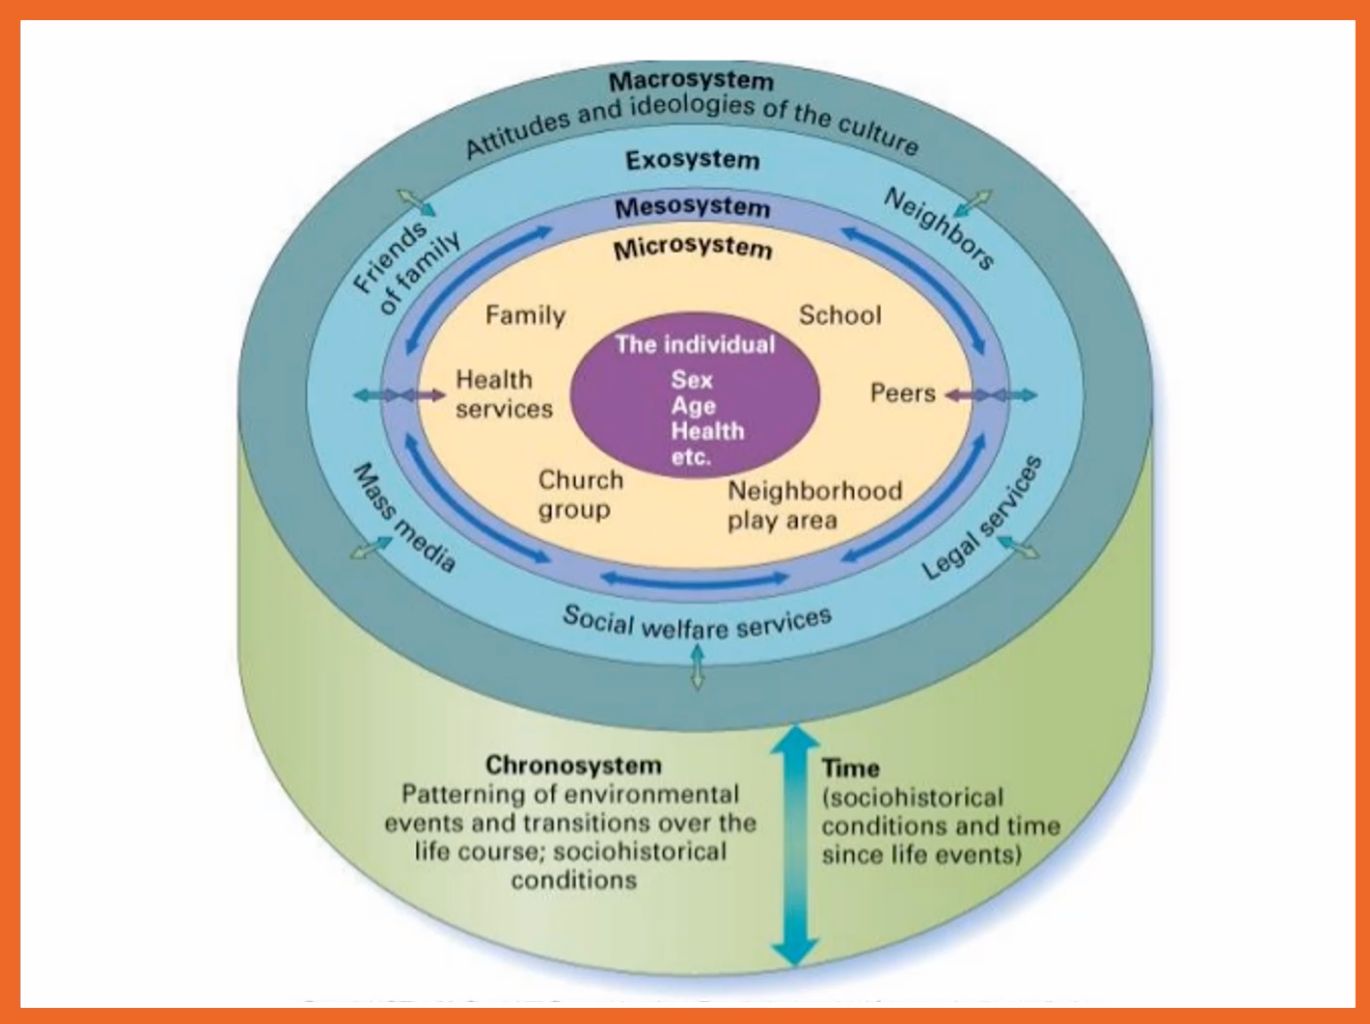 Macrosystem
Attitudes and ideologies of the culture
Exosystem
Mesosystem
Microsystem
Friends
of family
Neighbors
Family
School
The individual
Sex
Age
Health
etc.
Health
services
Peers
Church
group
Neighborhood
play area
Mass media
Legal services
Social welfare services
Chronosystem
Patterning of environmental
events and transitions over the
life course; sociohistorical
conditions
Time
(sociohistorical
conditions and time
since life events)